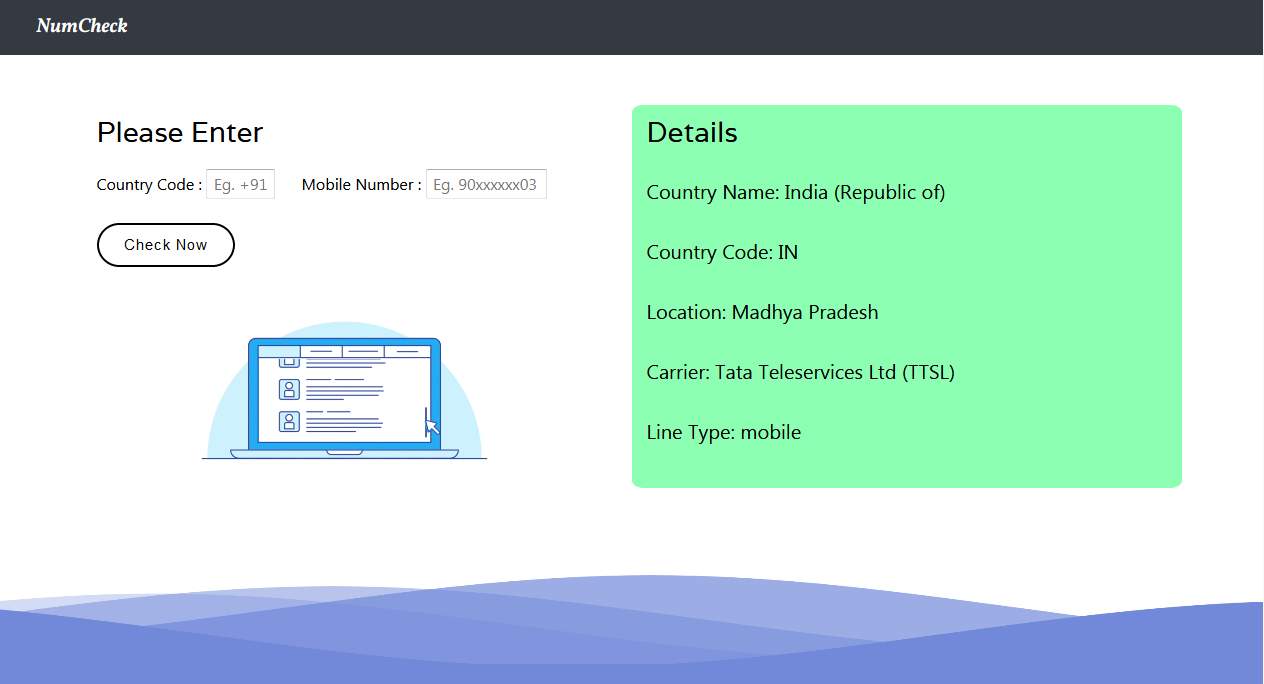 NumCheck
Please Enter
Country Code : Eg. +91 Mobile Number : Eg. 90xxxxxx03
Check Now
Details
Country Name: India (Republic of)
Country Code: IN
Location: Madhya Pradesh
Carrier: Tata Teleservices Ltd (TTSL)
Line Type: mobile